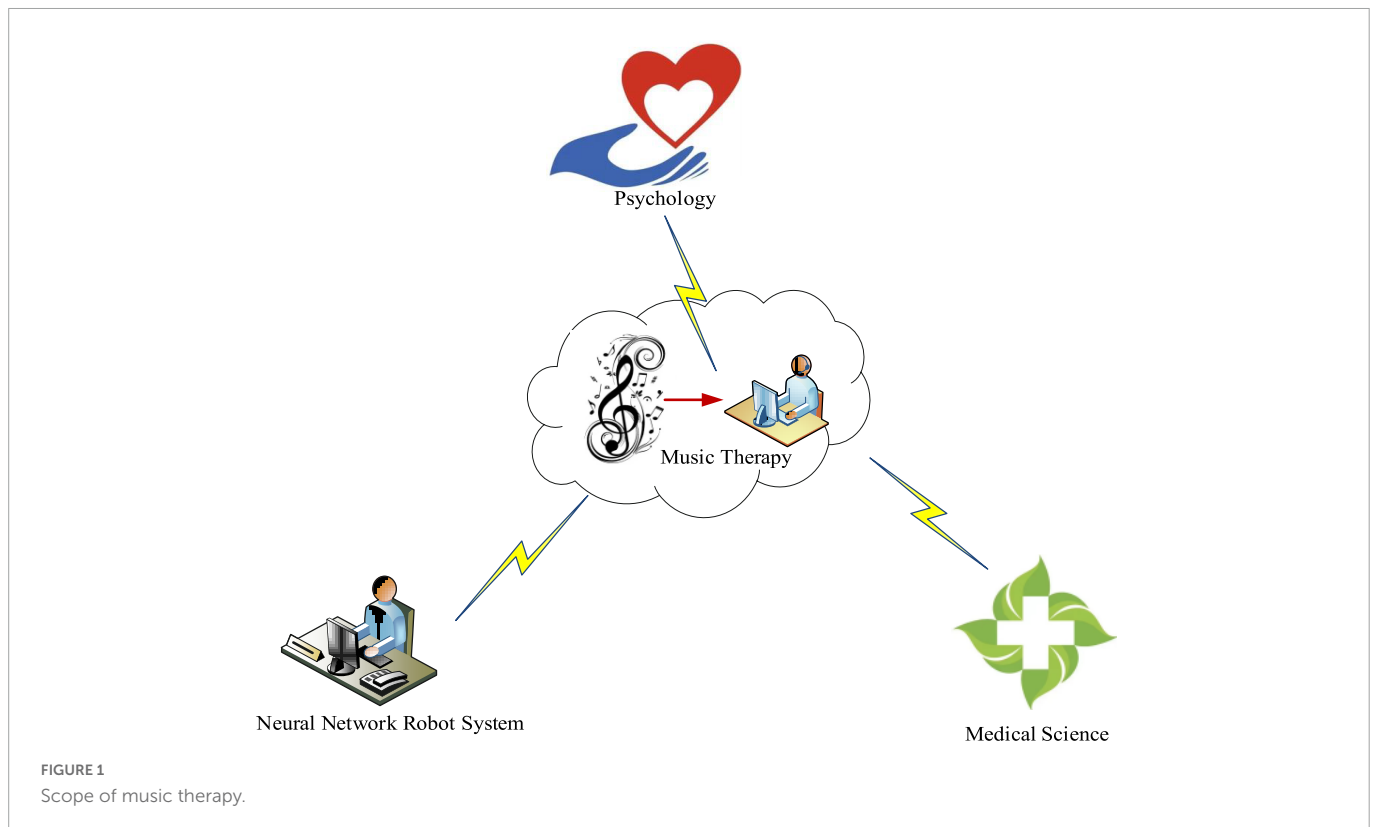 Psychology
Music Therapy
Neural Network Robot System
Medical Science
FIGURE 1
Scope of music therapy.